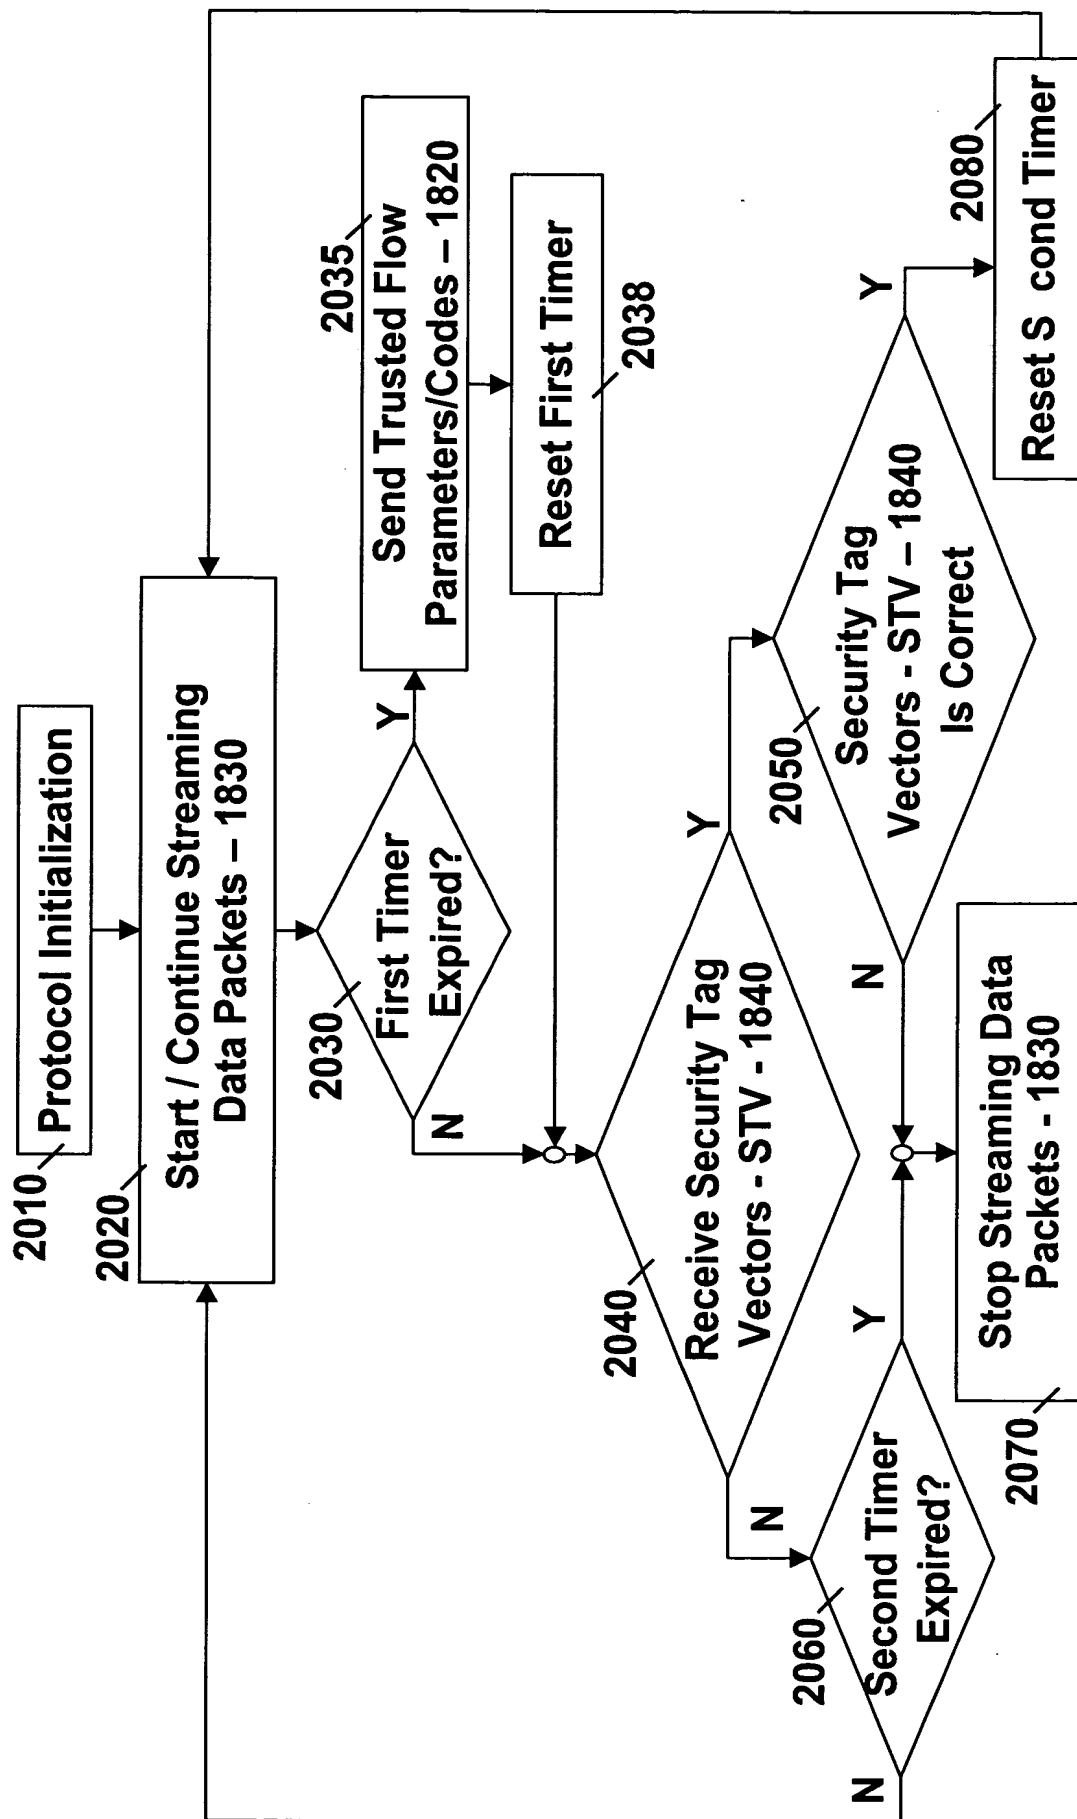 2010
Protocol Initialization
2020
Start / Continue Streaming
Data Packets – 1830
2030
First Timer
Expired?
Y
N
2035
Send Trusted Flow
Parameters/Codes – 1820
Reset First Timer
2038
2040
Receive Security Tag
Vectors - STV - 1840
Y
N
2050
Security Tag
Vectors - STV – 1840
Is Correct
Y
N
2060
Second Timer
Expired?
Y
N
2070
Stop Streaming Data
Packets - 1830
2080
Reset S cond Timer